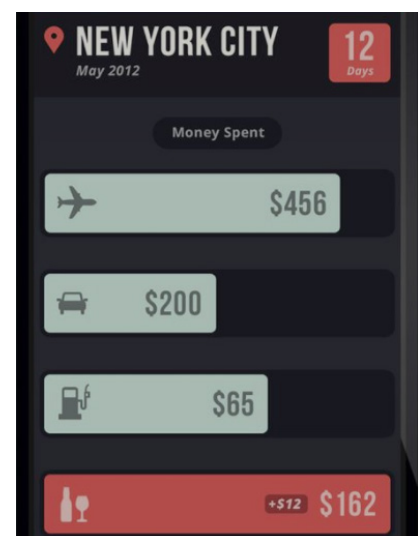 NEW YORK CITY
May 2012
12
Days
Money Spent
$456
$200
$65
+$12 $162